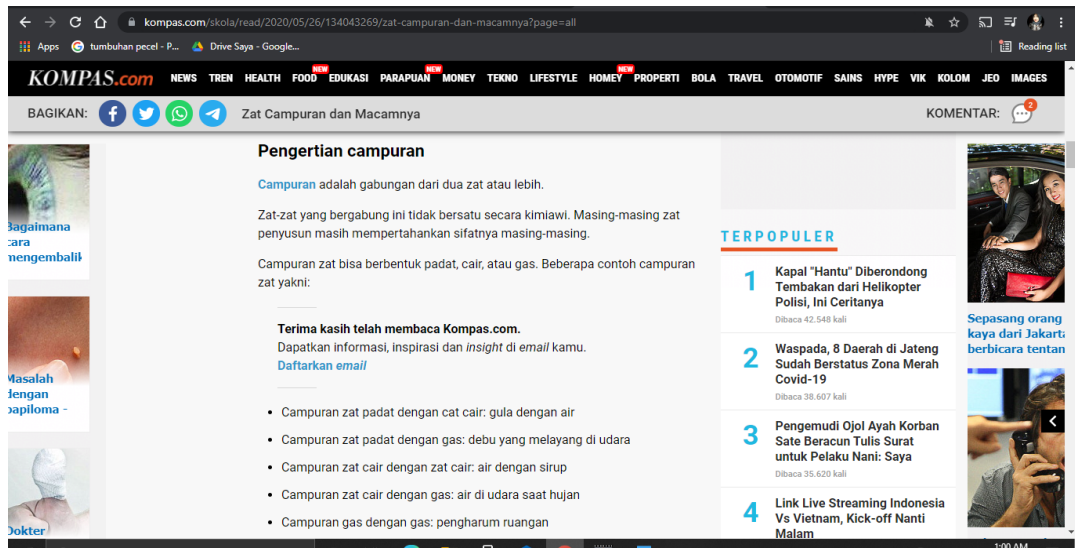 kompas.com/skola/read/2020/05/26/134043269/zat-campuran-dan-macamnya?page=all
Apps tumbuhan pecel - P... Drive Saya - Google... Reading list
KOMPAS.com NEWS TREN HEALTH FOOD NEW EDUKASI PARAPUAN NEW MONEY TEKNO LIFESTYLE HOMEY NEW PROPERTI BOLA TRAVEL OTOMOTIF SAINS HYPE VIK KOLOM JEO IMAGES
BAGIKAN: Zat Campuran dan Macamnya KOMENTAR: 2
Bagaimana
cara
mengembalik
Masalah
dengan
papiloma -
Dokter
Pengertian campuran
Campuran adalah gabungan dari dua zat atau lebih.
Zat-zat yang bergabung ini tidak bersatu secara kimiawi. Masing-masing zat
penyusun masih mempertahankan sifatnya masing-masing.
Campuran zat bisa berbentuk padat, cair, atau gas. Beberapa contoh campuran
zat yakni:
Terima kasih telah membaca Kompas.com.
Dapatkan informasi, inspirasi dan insight di email kamu.
Daftarkan email
• Campuran zat padat dengan cat cair: gula dengan air
• Campuran zat padat dengan gas: debu yang melayang di udara
• Campuran zat cair dengan zat cair: air dengan sirup
• Campuran zat cair dengan gas: air di udara saat hujan
• Campuran gas dengan gas: pengharum ruangan
TERPOPULER
1 Kapal "Hantu" Diberondong
Tembakan dari Helikopter
Polisi, Ini Ceritanya
Dibaca 42.548 kali
2 Waspada, 8 Daerah di Jateng
Sudah Berstatus Zona Merah
Covid-19
Dibaca 38.607 kali
3 Pengemudi Ojol Ayah Korban
Sate Beracun Tulis Surat
untuk Pelaku Nani: Saya
Dibaca 35.620 kali
4 Link Live Streaming Indonesia
Vs Vietnam, Kick-off Nanti
Malam
Sepasang orang
kaya dari Jakarta
berbicara tentan
1:00 AM